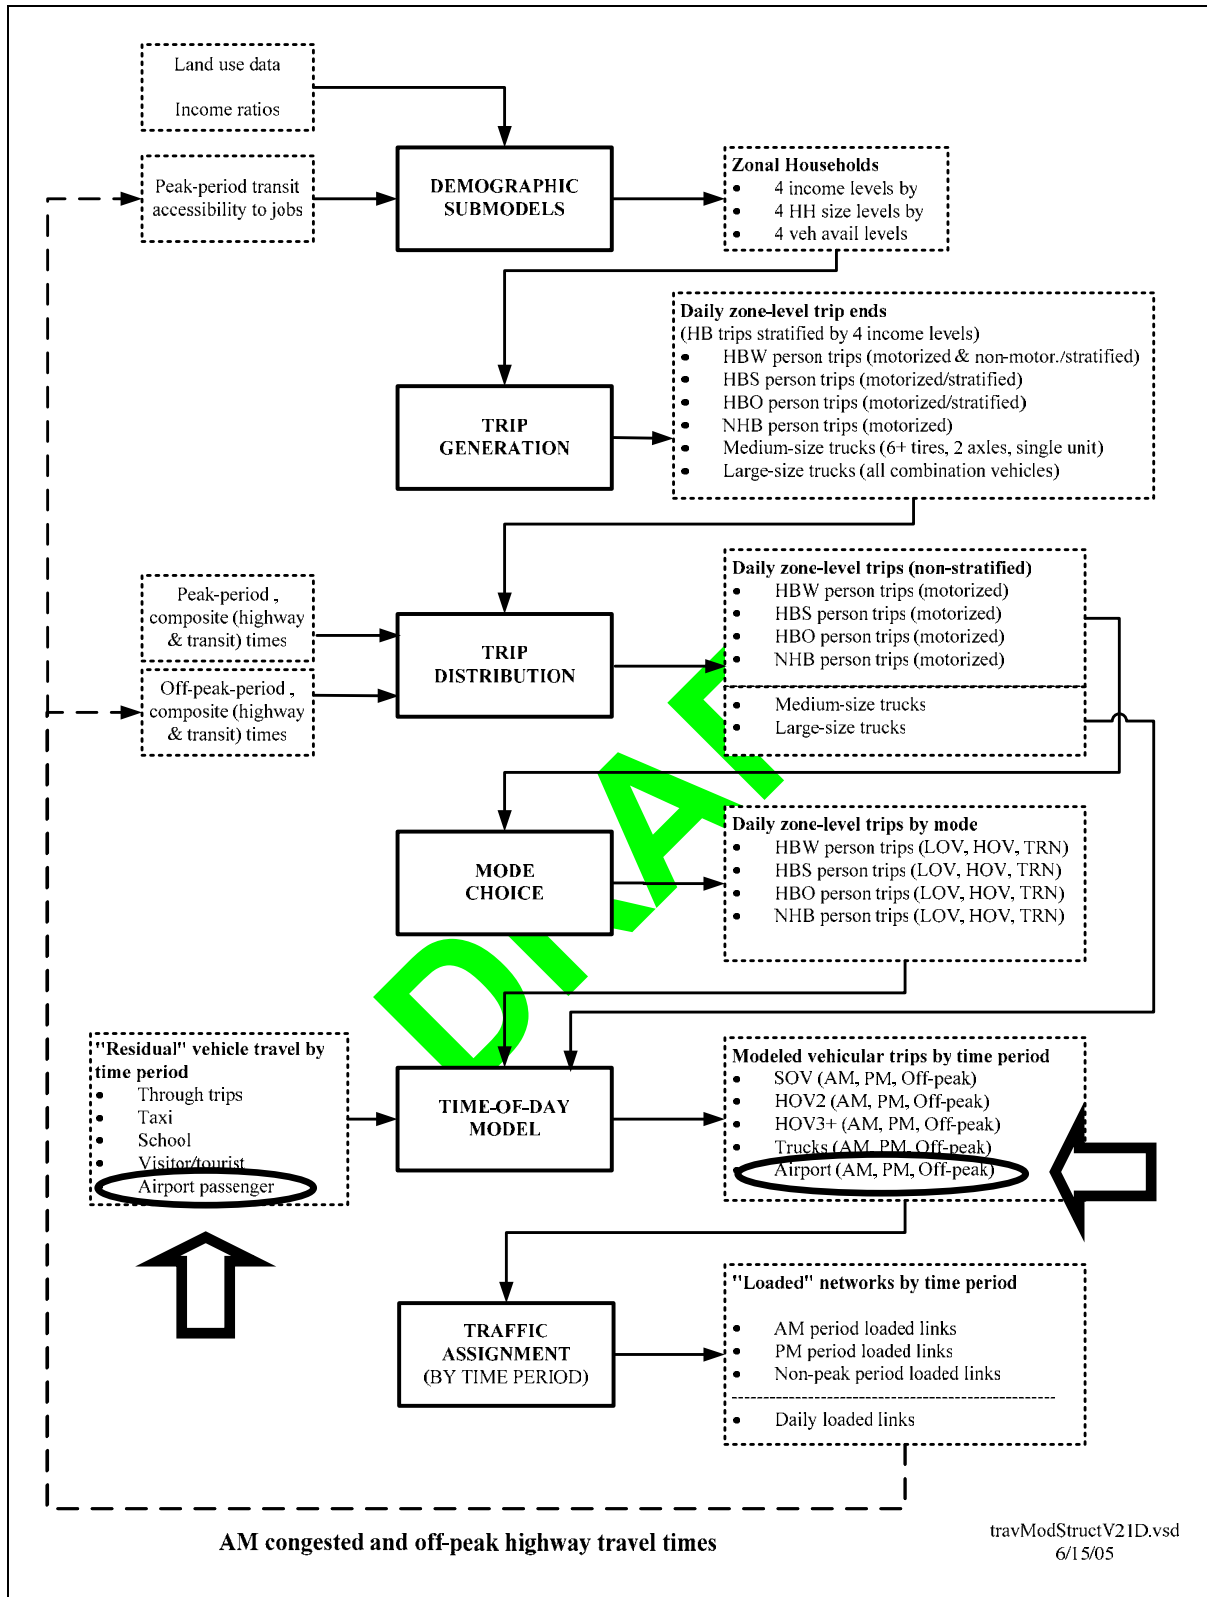 Land use data
Income ratios
Peak-period transit
accessibility to jobs
DEMOGRAPHIC
SUBMODELS
Zonal Households
• 4 income levels by
• 4 HH size levels by
• 4 veh avail levels
Daily zone-level trip ends
(HB trips stratified by 4 income levels)
• HBW person trips (motorized & non-motor./stratified)
• HBS person trips (motorized/stratified)
• HBO person trips (motorized/stratified)
• NHB person trips (motorized)
• Medium-size trucks (6+ tires, 2 axles, single unit)
• Large-size trucks (all combination vehicles)
TRIP
GENERATION
Peak-period ,
composite (highway
& transit) times
Off-peak-period ,
composite (highway
& transit) times
TRIP
DISTRIBUTION
Daily zone-level trips (non-stratified)
• HBW person trips (motorized)
• HBS person trips (motorized)
• HBO person trips (motorized)
• NHB person trips (motorized)
• Medium-size trucks
• Large-size trucks
DRAFT
MODE
CHOICE
Daily zone-level trips by mode
• HBW person trips (LOV, HOV, TRN)
• HBS person trips (LOV, HOV, TRN)
• HBO person trips (LOV, HOV, TRN)
• NHB person trips (LOV, HOV, TRN)
"Residual" vehicle travel by
time period
• Through trips
• Taxi
• School
• Visitor/tourist
• Airport passenger
TIME-OF-DAY
MODEL
Modeled vehicular trips by time period
• SOV (AM, PM, Off-peak)
• HOV2 (AM, PM, Off-peak)
• HOV3+ (AM, PM, Off-peak)
• Trucks (AM, PM, Off-peak)
• Airport (AM, PM, Off-peak)
TRAFFIC
ASSIGNMENT
(BY TIME PERIOD)
"Loaded" networks by time period
• AM period loaded links
• PM period loaded links
• Non-peak period loaded links
• Daily loaded links
AM congested and off-peak highway travel times
travModStructV21D.vsd
6/15/05